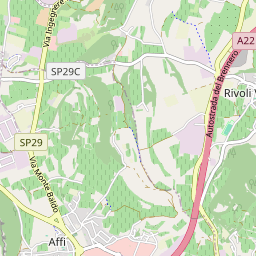 Via Ingegnere
A22
SP29C
Autostrada del Brennero
Rivoli V
SP29
Via Monte Baldo
Affi